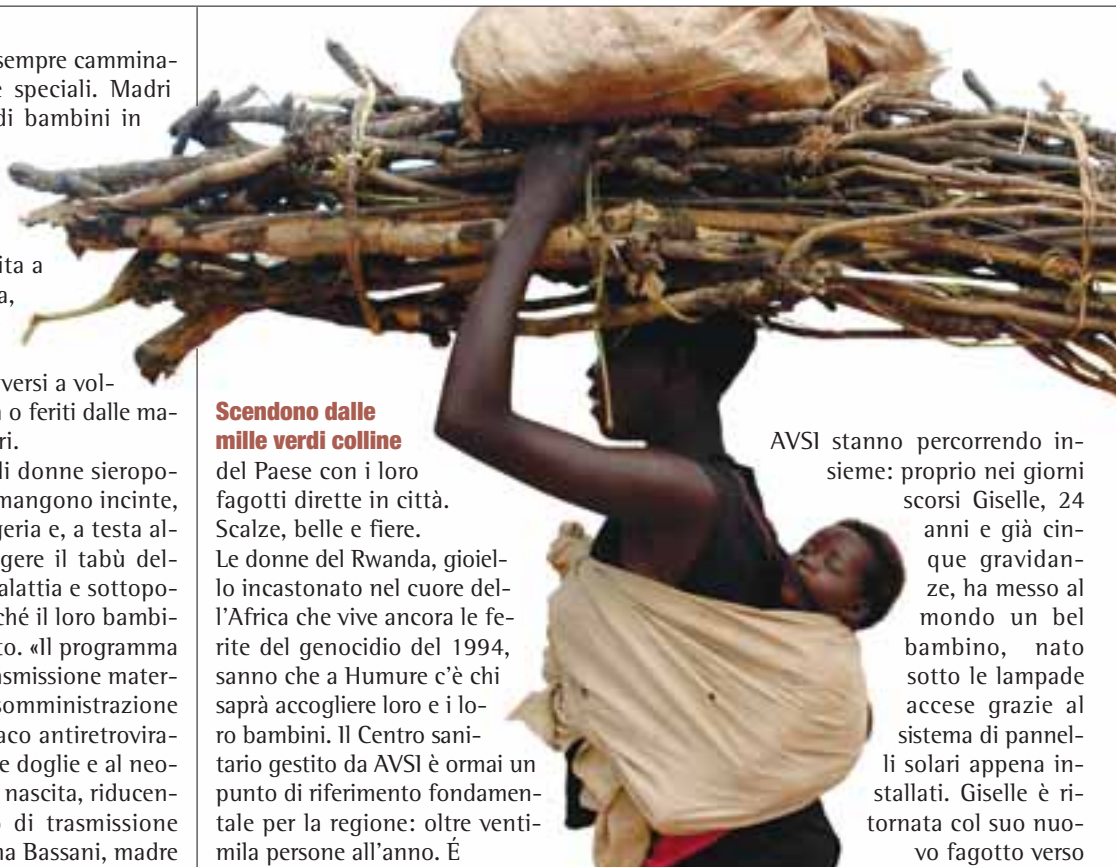 sempre cammina-
speciali. Madri
di bambini in
ita a
a,
versi a vol-
o feriti dalle ma-
ri.
di donne sieropo-
mangono incinte,
geria e, a testa al-
gere il tabù del-
alattia e sottopo-
ché il loro bambi-
to. «Il programma
smissione mater-
somministrazione
aco antiretrovira-
e doglie e al neo-
nascita, riducen-
di trasmissione
na Bassani, madre
Scendono dalle
mille verdi colline
del Paese con i loro
fagotti dirette in città.
Scalze, belle e fiere.
Le donne del Rwanda, gioiel-
lo incastonato nel cuore del-
l'Africa che vive ancora le fe-
rite del genocidio del 1994,
sanno che a Humure c'è chi
saprà accogliere loro e i lo-
ro bambini. Il Centro sani-
tario gestito da AVSI è ormai un
punto di riferimento fondamen-
tale per la regione: oltre venti-
mila persone all'anno. É
AVSI stanno percorrendo in-
sieme: proprio nei giorni
scorsi Giselle, 24
anni e già cin-
que gravidan-
ze, ha messo al
mondo un bel
bambino, nato
sotto le lampade
accese grazie al
sistema di pannel-
li solari appena in-
stallati. Giselle è ri-
tornata col suo nuo-
vo fagotto verso